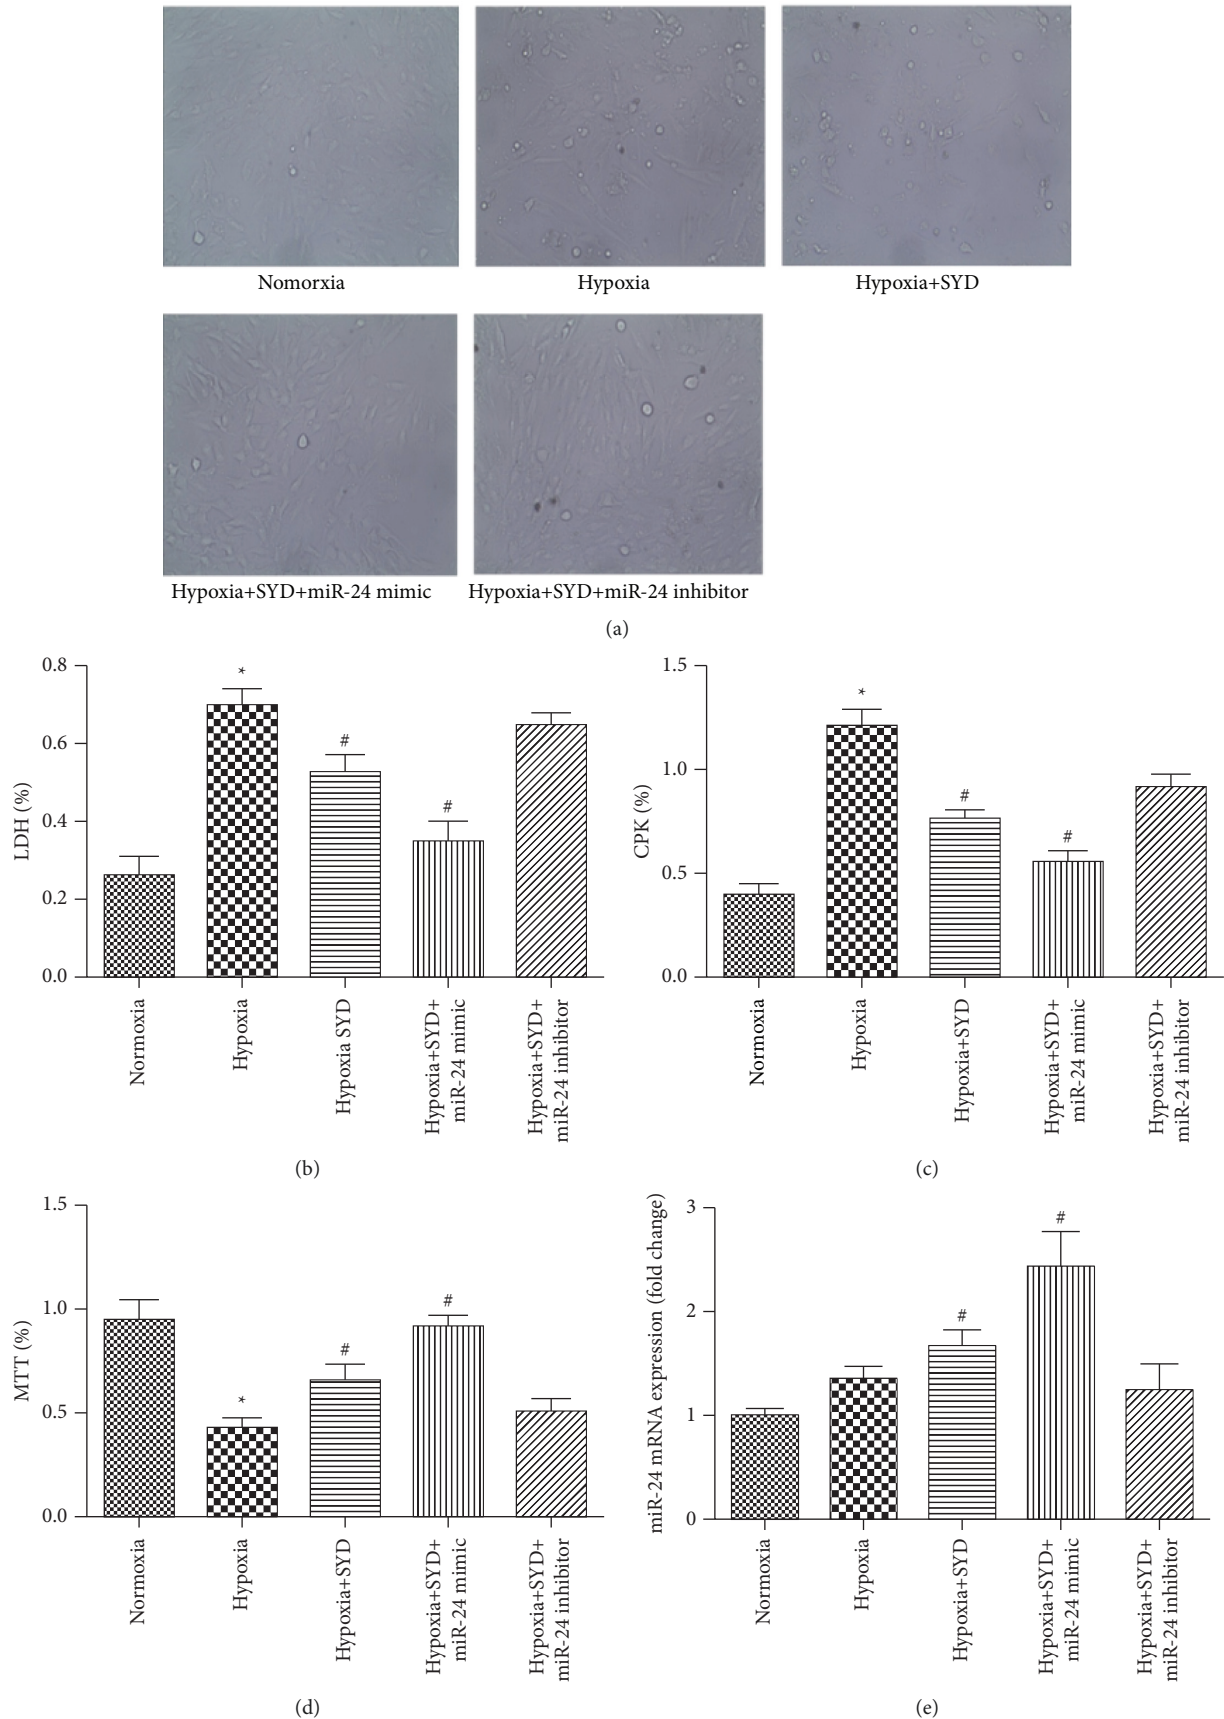 Nomorxia
Hypoxia
Hypoxia+SYD
Hypoxia+SYD+miR-24 mimic
Hypoxia+SYD+miR-24 inhibitor
(a)
0.8
0.6
0.4
0.2
0.0
LDH (%)
*
#
#
Normoxia
Hypoxia
Hypoxia SYD
Hypoxia+SYD+
miR-24 mimic
Hypoxia+SYD+
miR-24 inhibitor
(b)
1.5
1.0
0.5
0.0
CPK (%)
*
#
#
Normoxia
Hypoxia
Hypoxia+SYD
Hypoxia+SYD+
miR-24 mimic
Hypoxia+SYD+
miR-24 inhibitor
(c)
1.5
1.0
0.5
0.0
MTT (%)
*
#
#
Normoxia
Hypoxia
Hypoxia+SYD
Hypoxia+SYD+
miR-24 mimic
Hypoxia+SYD+
miR-24 inhibitor
(d)
3
2
1
0
miR-24 mRNA expression (fold change)
#
#
Normoxia
Hypoxia
Hypoxia+SYD
Hypoxia+SYD+
miR-24 mimic
Hypoxia+SYD+
miR-24 inhibitor
(e)